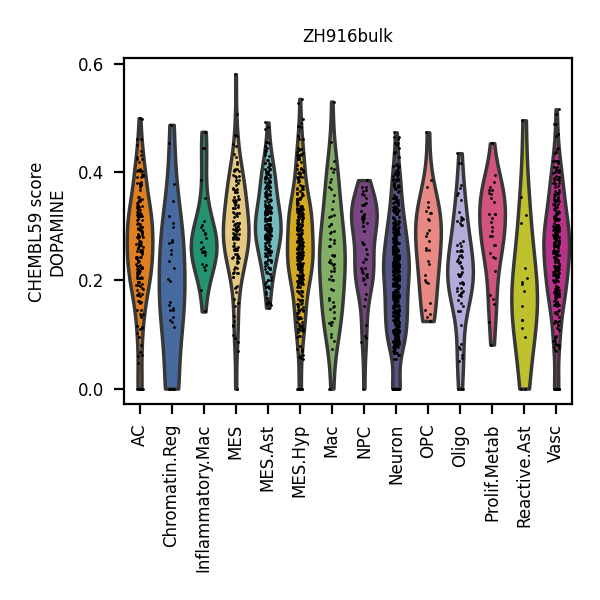 ZH916bulk
CHEMBL59 score
DOPAMINE
0.6
0.4
0.2
0.0
AC
Chromatin.Reg
Inflammatory.Mac
MES
MES.Ast
MES.Hyp
Mac
NPC
Neuron
OPC
Oligo
Prolif.Metab
Reactive.Ast
Vasc